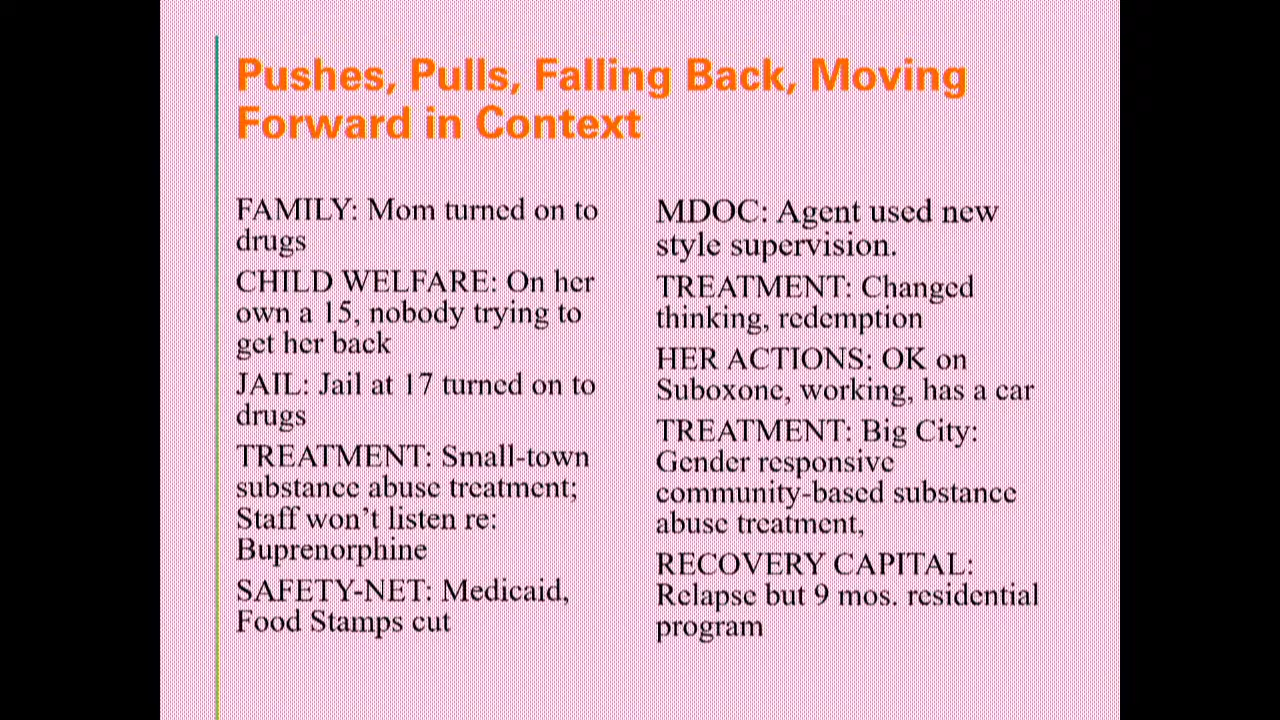 Pushes, Pulls, Falling Back, Moving
Forward in Context
FAMILY: Mom turned on to
drugs
CHILD WELFARE: On her
own a 15, nobody trying to
get her back
JAIL: Jail at 17 turned on to
drugs
TREATMENT: Small-town
substance abuse treatment;
Staff won’t listen re:
Buprenorphine
SAFETY-NET: Medicaid,
Food Stamps cut
MDOC: Agent used new
style supervision.
TREATMENT: Changed
thinking, redemption
HER ACTIONS: OK on
Suboxone, working, has a car
TREATMENT: Big City:
Gender responsive
community-based substance
abuse treatment,
RECOVERY CAPITAL:
Relapse but 9 mos. residential
program